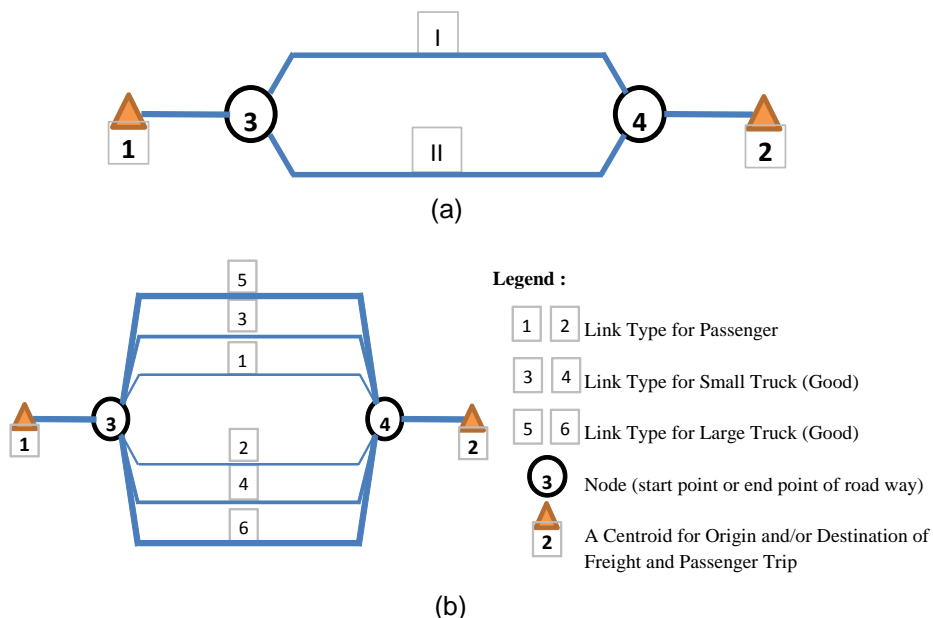 I
3
4
1
II
2
(a)
5
3
1
3
4
1
2
2
4
6
Legend :
1 2 Link Type for Passenger
3 4 Link Type for Small Truck (Good)
5 6 Link Type for Large Truck (Good)
3 Node (start point or end point of road way)
2 A Centroid for Origin and/or Destination of
Freight and Passenger Trip
(b)